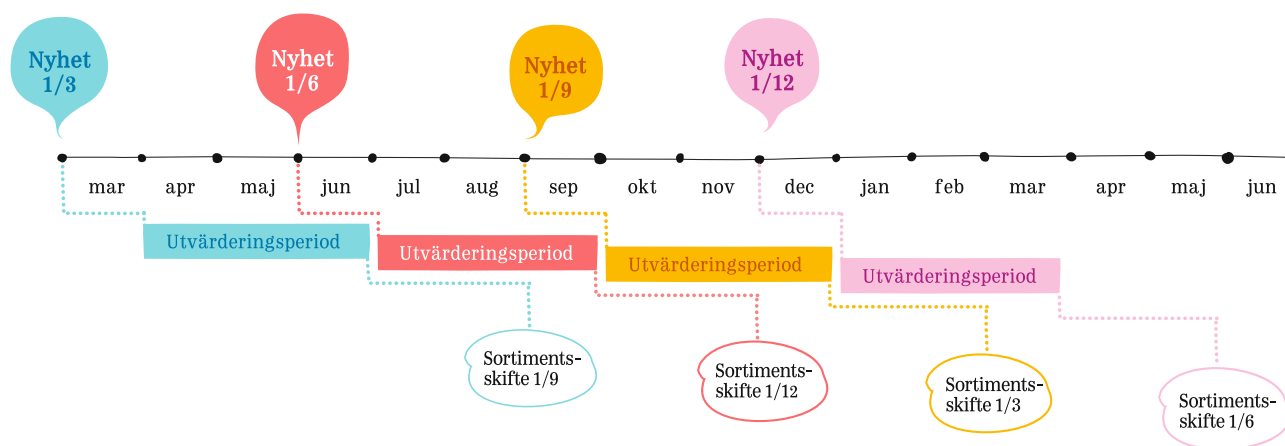 Nyhet
1/3
Nyhet
1/6
Nyhet
1/9
Nyhet
1/12
mar apr maj jun jul aug sep okt nov dec jan feb mar apr maj jun
Utvärderingsperiod
Utvärderingsperiod
Utvärderingsperiod
Utvärderingsperiod
Sortiments-
skifte 1/9
Sortiments-
skifte 1/12
Sortiments-
skifte 1/3
Sortiments-
skifte 1/6